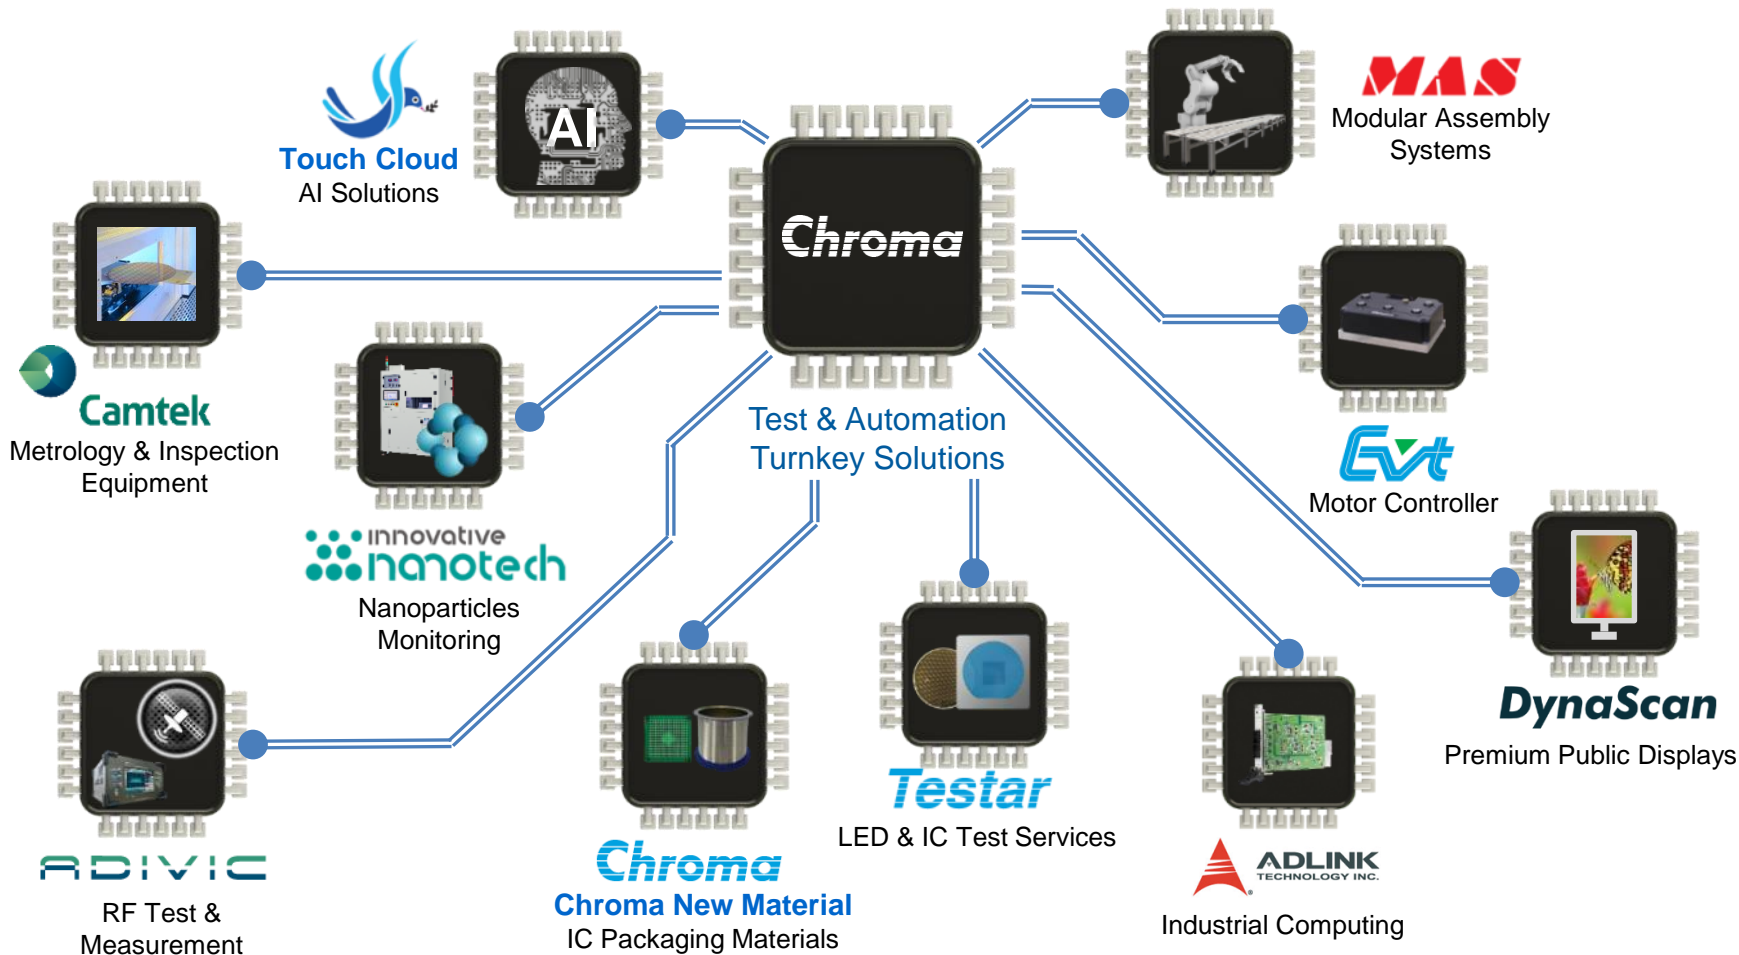 AI
Touch Cloud
AI Solutions
MAS
Modular Assembly
Systems
Chroma
Test & Automation
Turnkey Solutions
Camtek
Metrology & Inspection
Equipment
innovative
nanotech
Nanoparticles
Monitoring
Evt
Motor Controller
DynaScan
Premium Public Displays
Testar
LED & IC Test Services
Chroma
Chroma New Material
IC Packaging Materials
ADLINK
TECHNOLOGY INC.
Industrial Computing
ADIVIC
RF Test &
Measurement